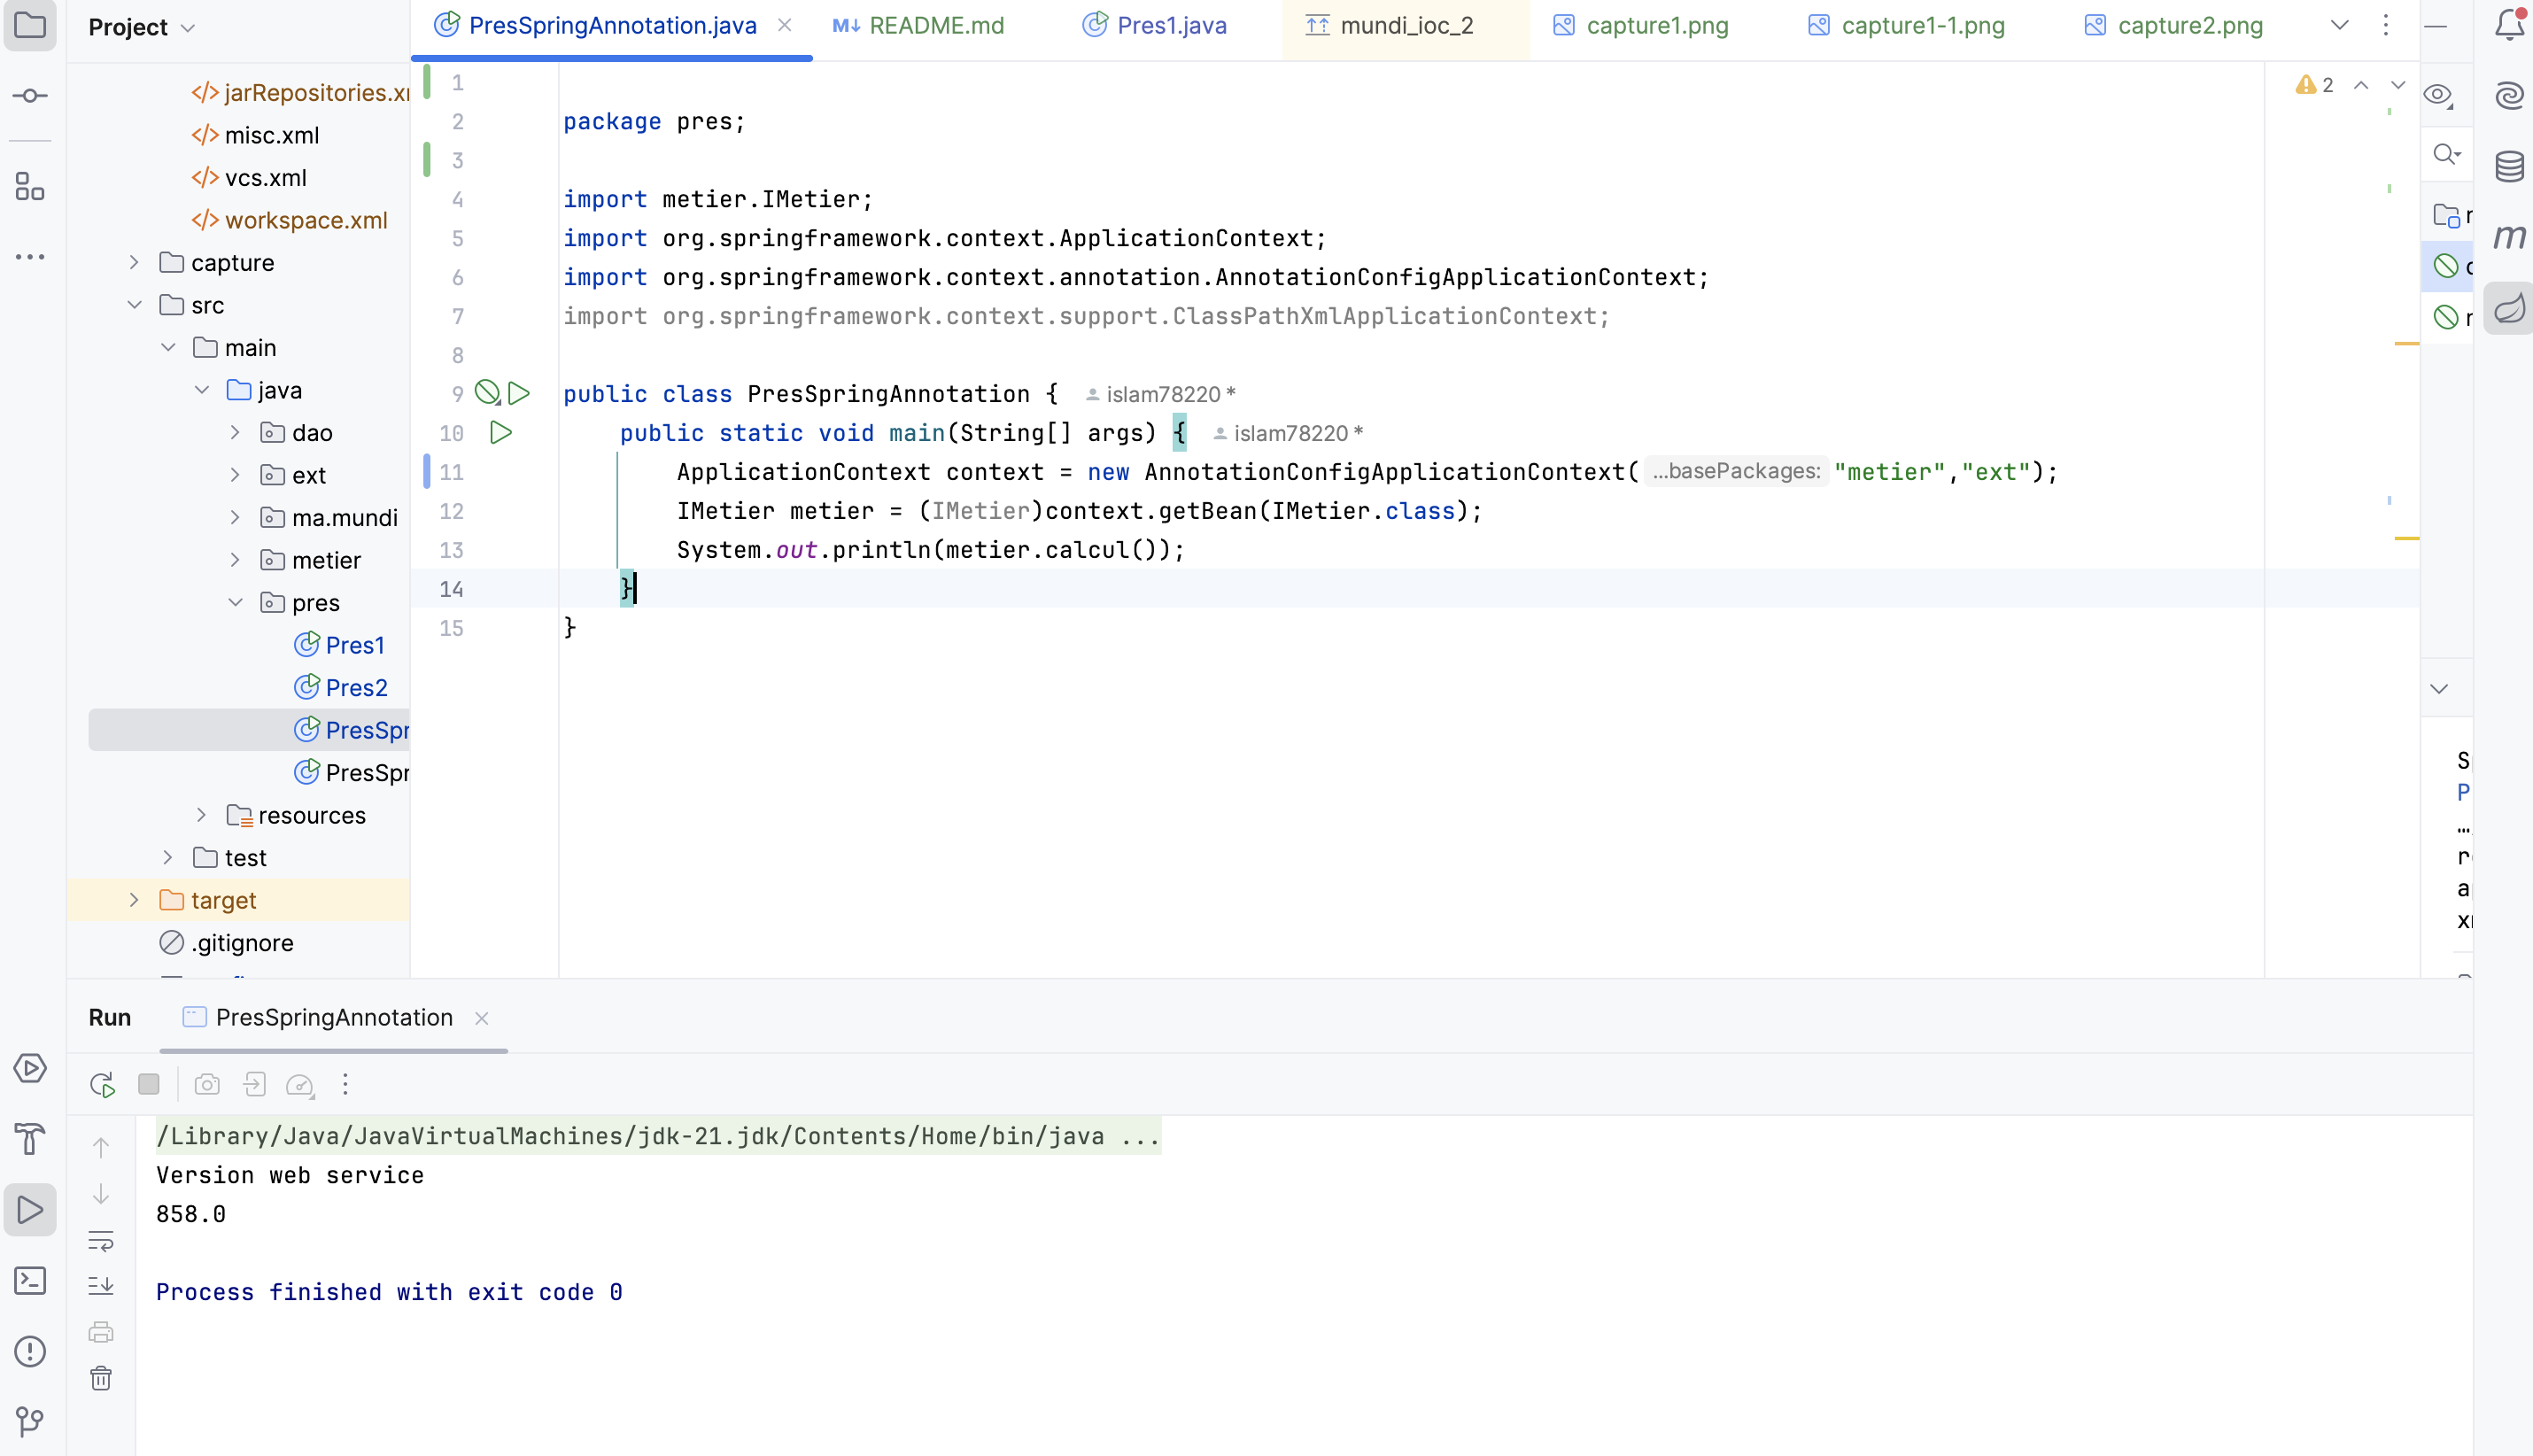 Project
PresSpringAnnotation.java
README.md
Pres1.java
mundi_ioc_2
capture1.png
capture1-1.png
capture2.png
jarRepositories.xm
misc.xml
vcs.xml
workspace.xml
capture
src
main
java
dao
ext
ma.mundi
metier
pres
Pres1
Pres2
PresSpr
PresSpr
resources
test
target
.gitignore
2
1
2 package pres;
3
4 import metier.IMetier;
5 import org.springframework.context.ApplicationContext;
6 import org.springframework.context.annotation.AnnotationConfigApplicationContext;
7 import org.springframework.context.support.ClassPathXmlApplicationContext;
8
9 public class PresSpringAnnotation { islam78220 *
10 public static void main(String[] args) { islam78220 *
11 ApplicationContext context = new AnnotationConfigApplicationContext( ...basePackages: "metier","ext");
12 IMetier metier = (IMetier)context.getBean(IMetier.class);
13 System.out.println(metier.calcul());
14 }
15 }
Run
PresSpringAnnotation
/Library/Java/JavaVirtualMachines/jdk-21.jdk/Contents/Home/bin/java ...
Version web service
858.0
Process finished with exit code 0